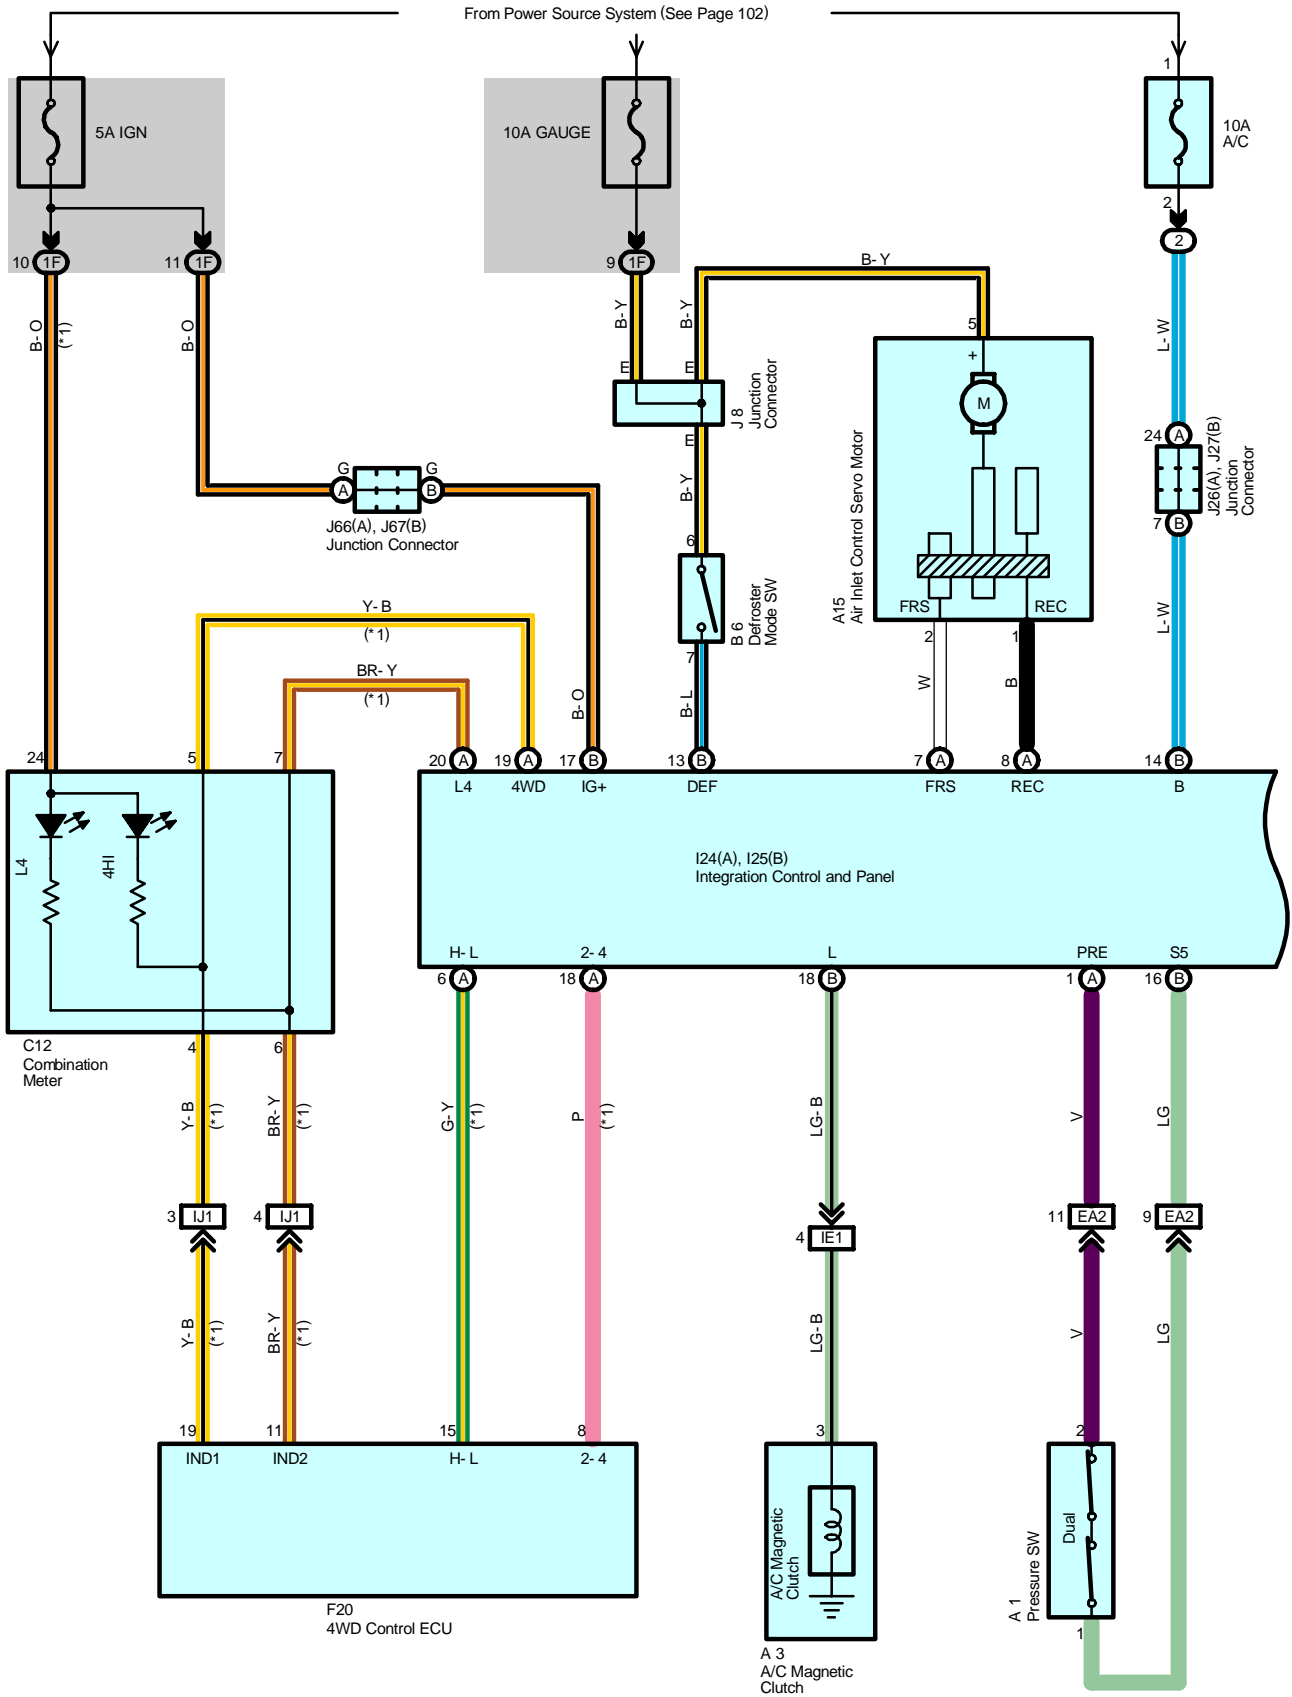 From Power Source System (See Page 102)
1
5A IGN
10A GAUGE
10A
A/C
2
2
10 1F
11 1F
9 1F
B-Y
B-O
(*1)
B-O
B-Y
B-Y
L-W
5
+
M
E
E
J 8
Junction
Connector
E
24 A
J26(A), J27(B)
Junction
Connector
7 B
G
G
A
B
J66(A), J67(B)
Junction Connector
B-Y
6
B 6
Defroster
Mode SW
7
A15
Air Inlet Control Servo Motor
FRS
REC
2
1
Y-B
(*1)
BR-Y
(*1)
B-O
B-L
W
B
L-W
24
5
7
20 A
19 A
17 B
13 B
7 A
8 A
14 B
L4
4WD
IG+
DEF
FRS
REC
B
L4
4HI
I24(A), I25(B)
Integration Control and Panel
H-L
2-4
L
PRE
S5
6 A
18 A
18 B
1 A
16 B
C12
Combination
Meter
4
6
Y-B
(*1)
BR-Y
(*1)
G-Y
(*1)
P
(*1)
LG-B
V
LG
3 IJ1
4 IJ1
4 IE1
11 EA2
9 EA2
Y-B
(*1)
BR-Y
(*1)
LG-B
V
LG
19
11
15
8
3
2
IND1
IND2
H-L
2-4
A/C Magnetic
Clutch
Dual
A 1
Pressure SW
1
F20
4WD Control ECU
A 3
A/C Magnetic
Clutch